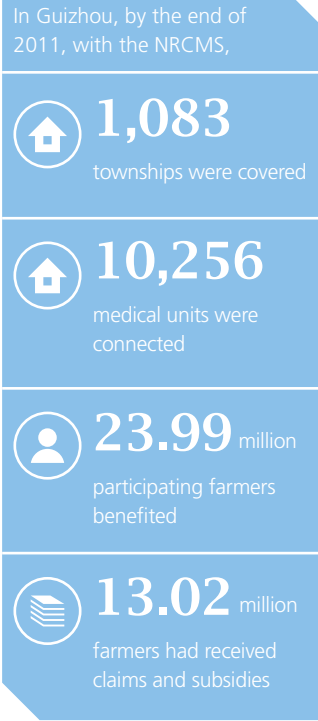 In Guizhou, by the end of
2011, with the NRCMS,
1,083
townships were covered
10,256
medical units were
connected
23.99 million
participating farmers
benefited
13.02 million
farmers had received
claims and subsidies